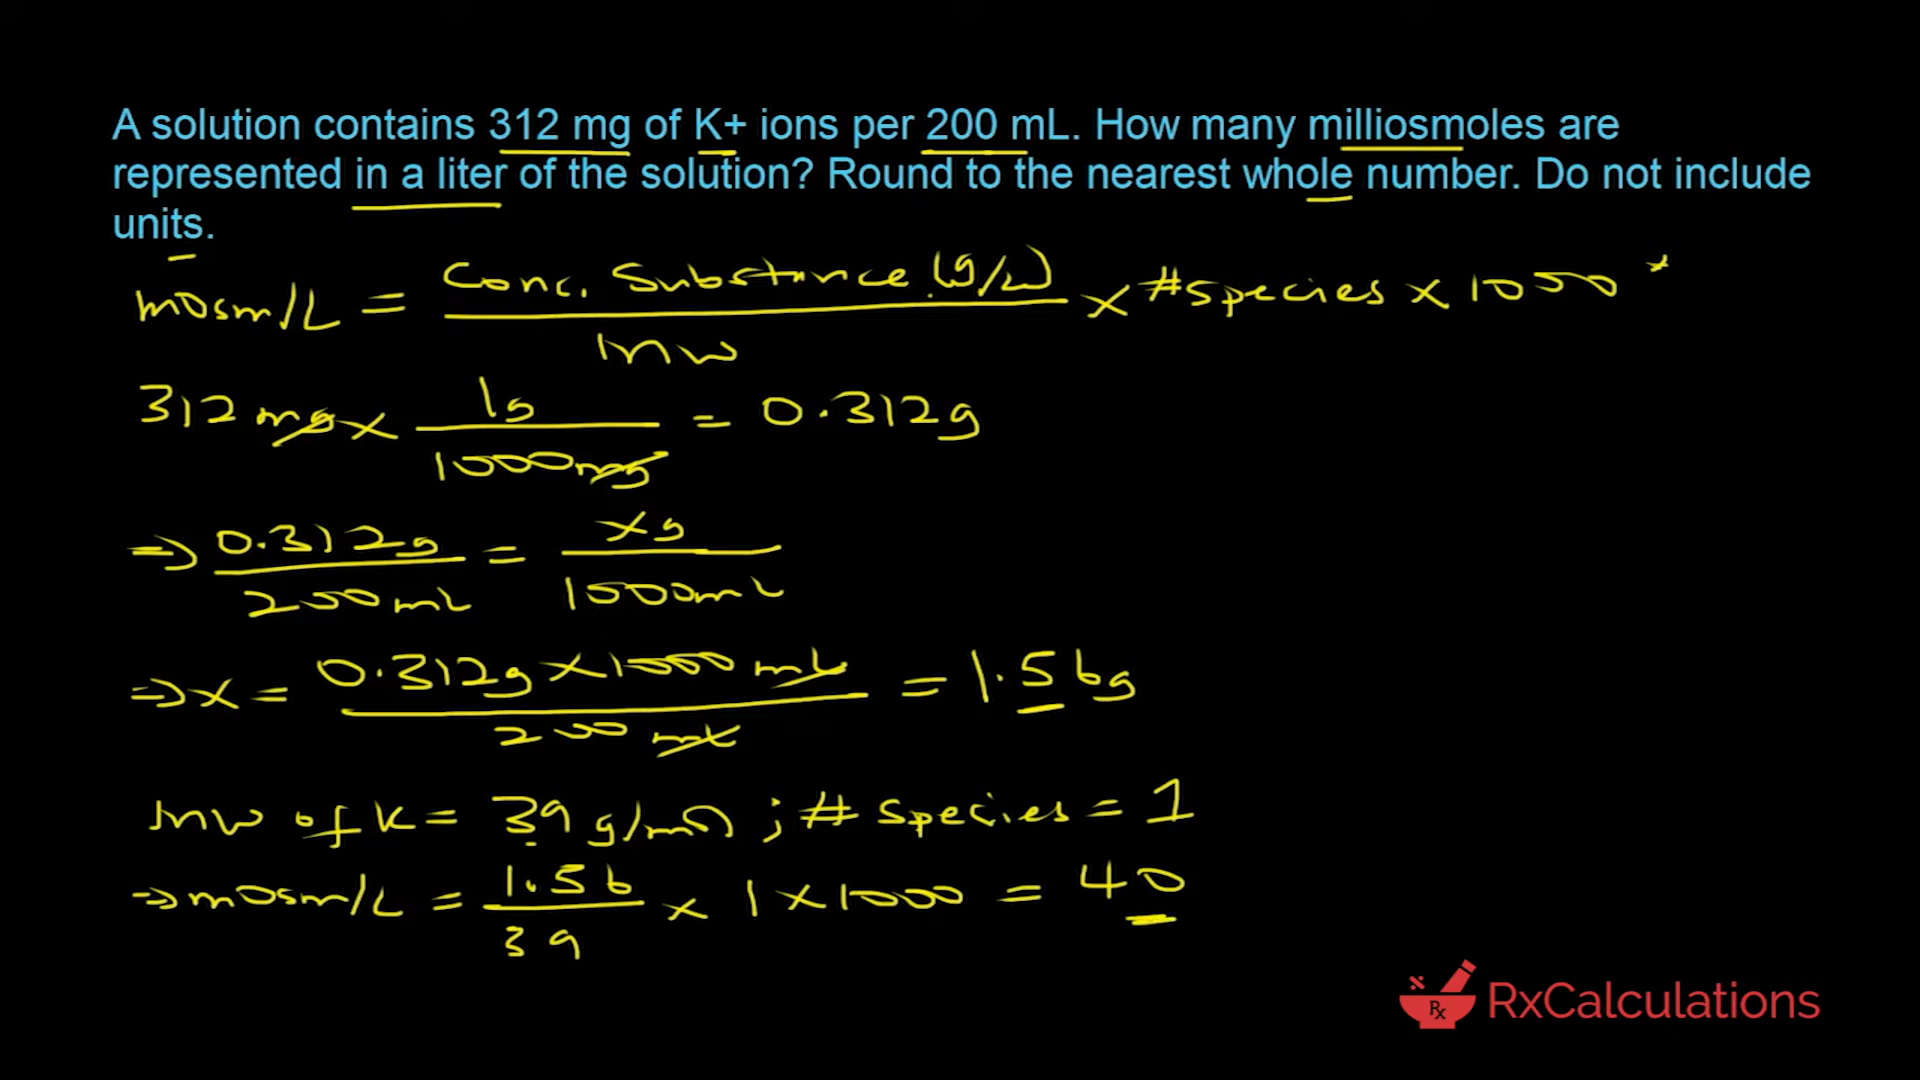 A solution contains 312 mg of K+ ions per 200 mL. How many milliosmoles are
represented in a liter of the solution? Round to the nearest whole number. Do not include
units.
mOsm/L = Conc. Substance (g/L) / MW × #Species × 1000 *
312 mg × 1g / 1000mg = 0.312g
⇒ 0.312g / 200mL = xg / 1000mL
⇒ x = 0.312g × 1000 mL / 200 mL = 1.56g
MW of K = 39 g/mol ; # Species = 1
⇒ mOsm/L = 1.56 / 39 × 1 × 1000 = 40
Rx
RxCalculations